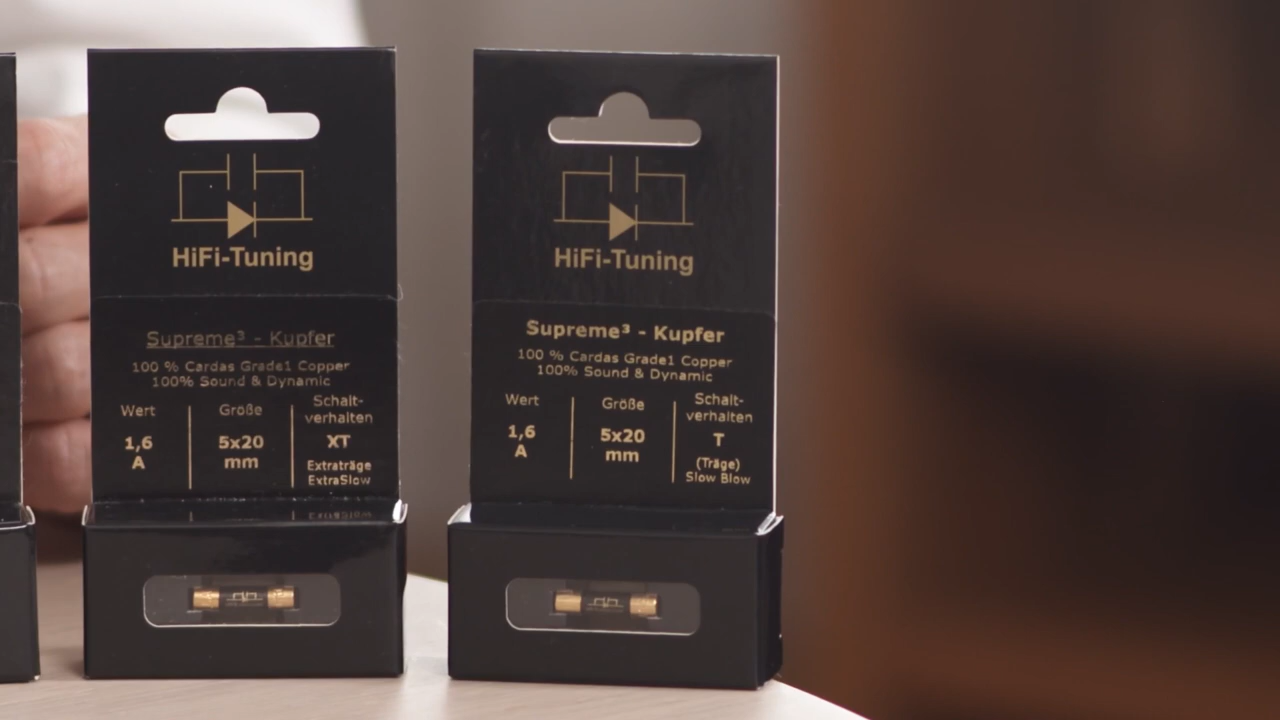 HiFi-Tuning
Supreme³ - Kupfer
100 % Cardas Grade1 Copper
100% Sound & Dynamic
Wert
1,6
A
Größe
5x20
mm
Schalt-
verhalten
XT
Extraträge
ExtraSlow
HiFi-Tuning
Supreme³ - Kupfer
100 % Cardas Grade1 Copper
100% Sound & Dynamic
Wert
1,6
A
Größe
5x20
mm
Schalt-
verhalten
T
(Träge)
Slow Blow